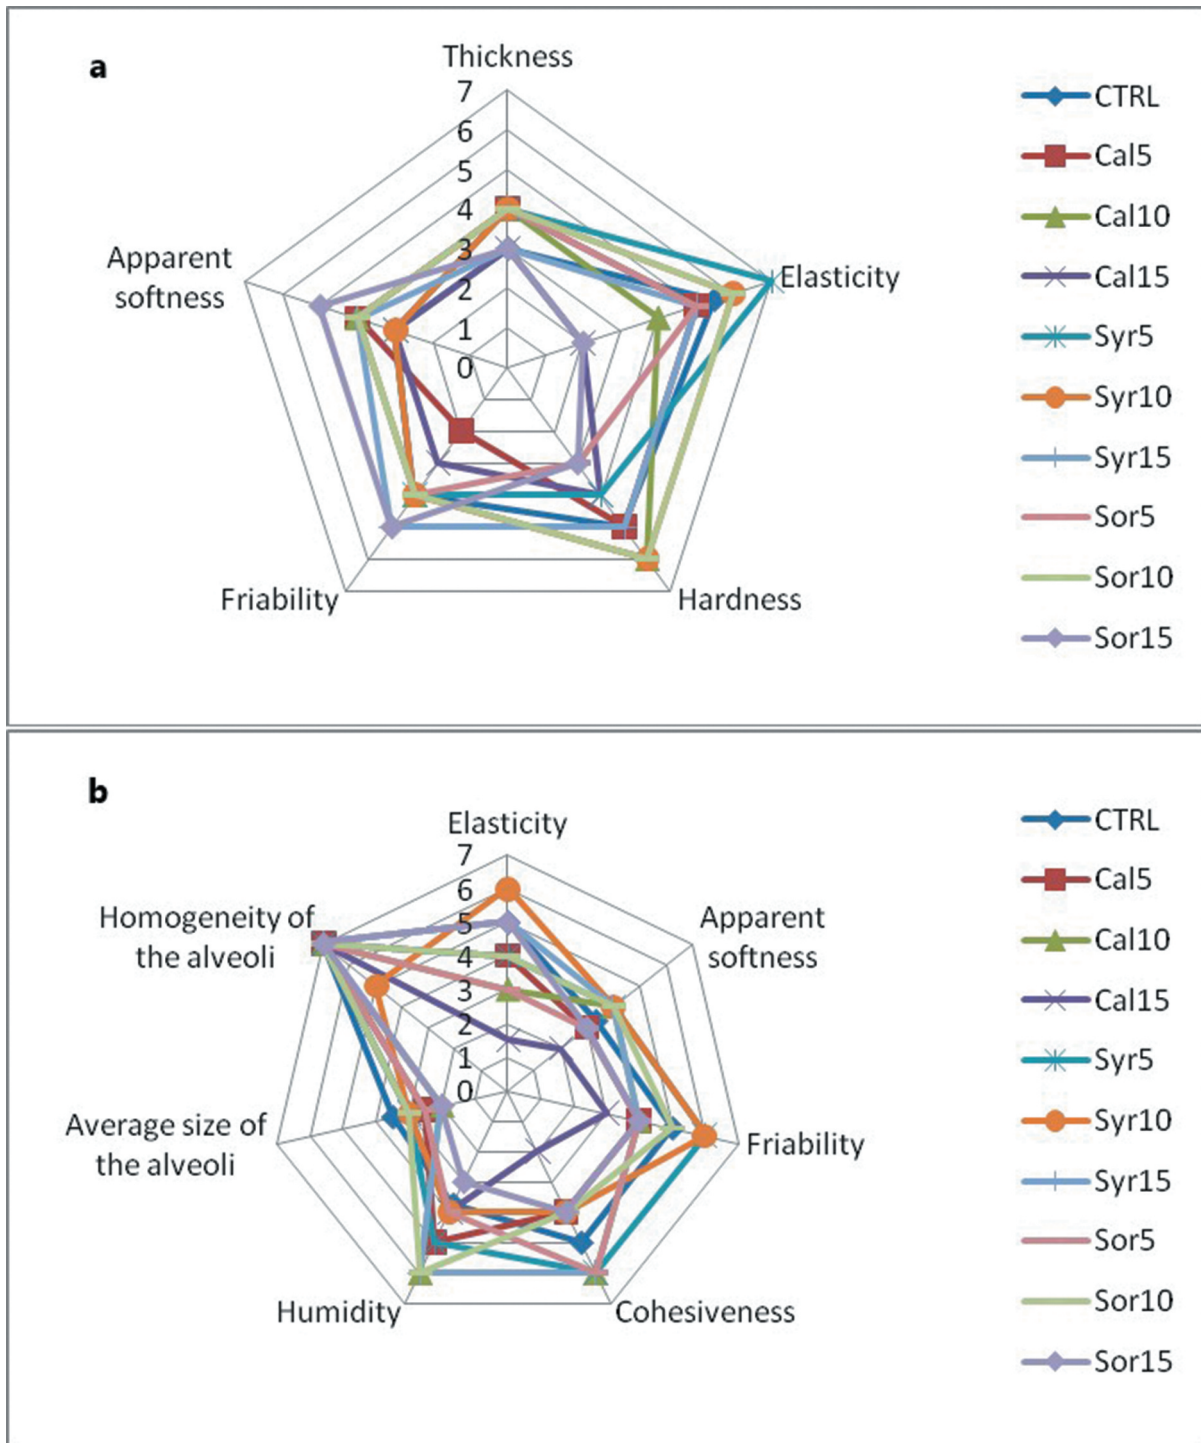 a
Thickness
7
6
5
4
3
2
1
0
Elasticity
Hardness
Friability
Apparent
softness
CTRL
Cal5
Cal10
Cal15
Syr5
Syr10
Syr15
Sor5
Sor10
Sor15
b
Elasticity
7
6
5
4
3
2
1
0
Apparent
softness
Friability
Cohesiveness
Humidity
Average size of
the alveoli
Homogeneity of
the alveoli
CTRL
Cal5
Cal10
Cal15
Syr5
Syr10
Syr15
Sor5
Sor10
Sor15